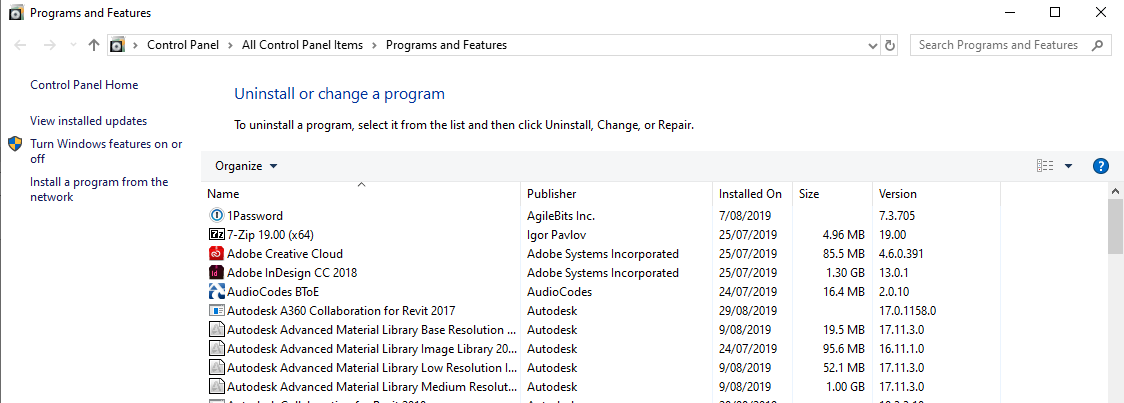 Programs and Features
Control Panel > All Control Panel Items > Programs and Features
Search Programs and Features
Control Panel Home
View installed updates
Turn Windows features on or
off
Install a program from the
network
Uninstall or change a program
To uninstall a program, select it from the list and then click Uninstall, Change, or Repair.
Organize
Name Publisher Installed On Size Version
1Password AgileBits Inc. 7/08/2019 7.3.705
7-Zip 19.00 (x64) Igor Pavlov 25/07/2019 4.96 MB 19.00
Adobe Creative Cloud Adobe Systems Incorporated 25/07/2019 85.5 MB 4.6.0.391
Adobe InDesign CC 2018 Adobe Systems Incorporated 25/07/2019 1.30 GB 13.0.1
AudioCodes BToE AudioCodes 24/07/2019 16.4 MB 2.0.10
Autodesk A360 Collaboration for Revit 2017 Autodesk 29/08/2019 17.0.1158.0
Autodesk Advanced Material Library Base Resolution ... Autodesk 9/08/2019 19.5 MB 17.11.3.0
Autodesk Advanced Material Library Image Library 20... Autodesk 24/07/2019 95.6 MB 16.11.1.0
Autodesk Advanced Material Library Low Resolution I... Autodesk 9/08/2019 52.1 MB 17.11.3.0
Autodesk Advanced Material Library Medium Resolut... Autodesk 9/08/2019 1.00 GB 17.11.3.0